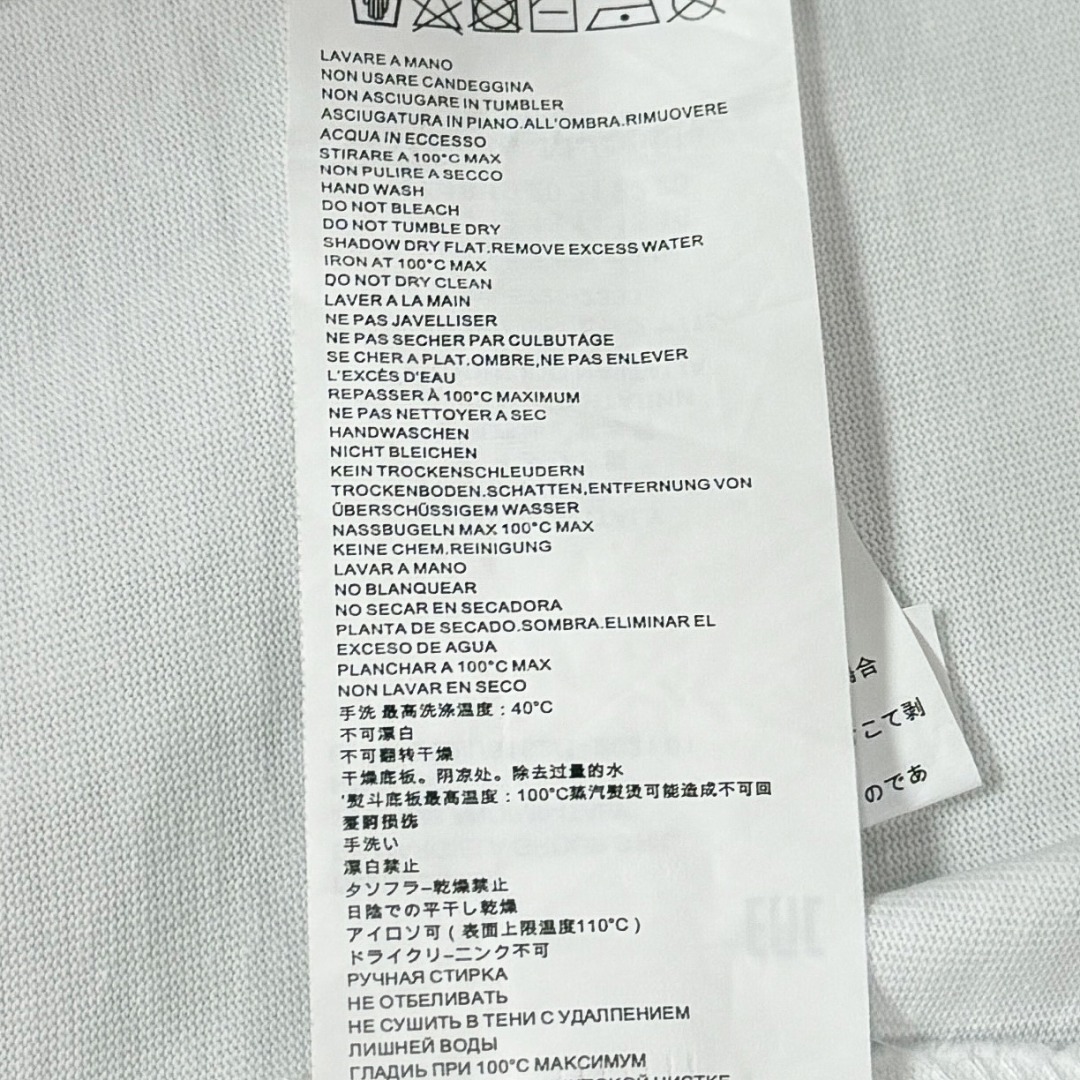 LAVARE A MANO
NON USARE CANDEGGINA
NON ASCIUGARE IN TUMBLER
ASCIUGATURA IN PIANO.ALL'OMBRA.RIMUOVERE
ACQUA IN ECCESSO
STIRARE A 100°C MAX
NON PULIRE A SECCO
HAND WASH
DO NOT BLEACH
DO NOT TUMBLE DRY
SHADOW DRY FLAT.REMOVE EXCESS WATER
IRON AT 100°C MAX
DO NOT DRY CLEAN
LAVER A LA MAIN
NE PAS JAVELLISER
NE PAS SECHER PAR CULBUTAGE
SE CHER A PLAT.OMBRE,NE PAS ENLEVER
L'EXCÈS D'EAU
REPASSER À 100°C MAXIMUM
NE PAS NETTOYER A SEC
HANDWASCHEN
NICHT BLEICHEN
KEIN TROCKENSCHLEUDERN
TROCKENBODEN.SCHATTEN,ENTFERNUNG VON
ÜBERSCHÜSSIGEM WASSER
NASSBUGELN MAX 100°C MAX
KEINE CHEM.REINIGUNG
LAVAR A MANO
NO BLANQUEAR
NO SECAR EN SECADORA
PLANTA DE SECADO.SOMBRA.ELIMINAR EL
EXCESO DE AGUA
PLANCHAR A 100°C MAX
NON LAVAR EN SECO
手洗 最高洗涤温度：40°C
不可漂白
不可翻转干燥
干燥底板。阴凉处。除去过量的水
'熨斗底板最高温度：100°C蒸汽熨烫可能造成不可回
手洗い
漂白禁止
タソフラ–乾燥禁止
日陰での平干し乾燥
アイロソ可（表面上限温度110°C）
ドライクリ–ニンク不可
РУЧНАЯ СТИРКА
НЕ ОТБЕЛИВАТЬ
НЕ СУШИТЬ В ТЕНИ С УДАЛПЕНИЕМ
ЛИШНЕЙ ВОДЫ
ГЛАДИЬ ПРИ 100°C МАКСИМУМ
合
こて剥
のであ